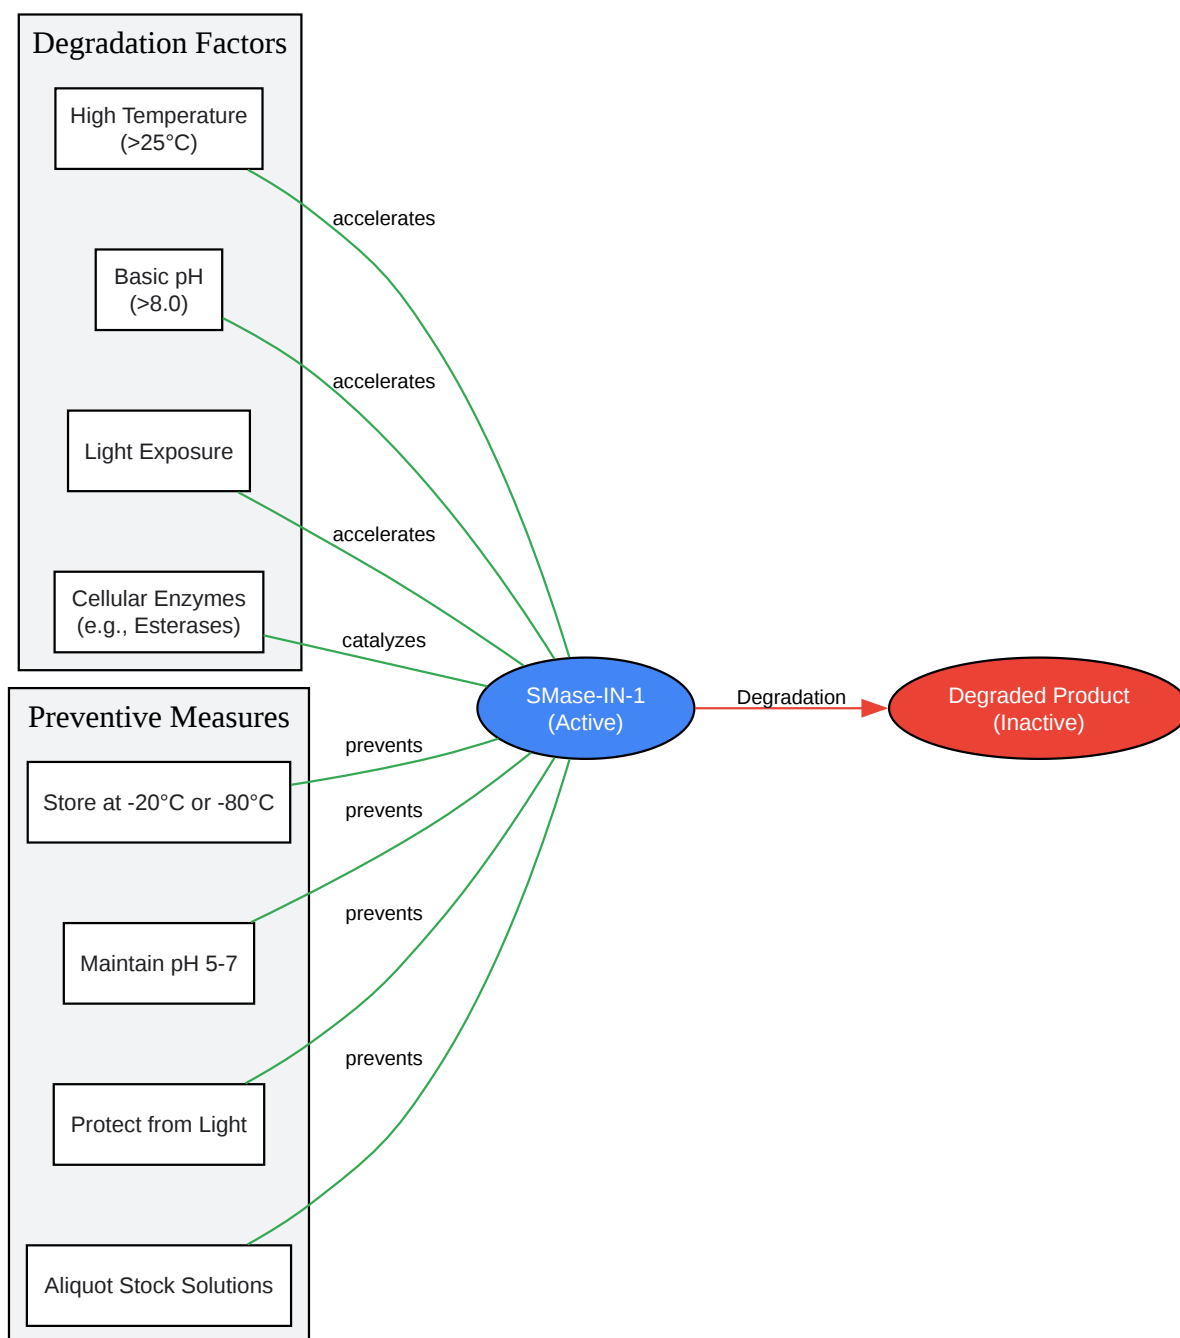 Degradation Factors
High Temperature
(>25°C)
accelerates
Basic pH
(>8.0)
accelerates
Light Exposure
accelerates
Cellular Enzymes
(e.g., Esterases)
catalyzes
SMase-IN-1
(Active)
Degradation
Degraded Product
(Inactive)
Preventive Measures
prevents
Store at -20°C or -80°C
prevents
Maintain pH 5-7
prevents
Protect from Light
prevents
Aliquot Stock Solutions